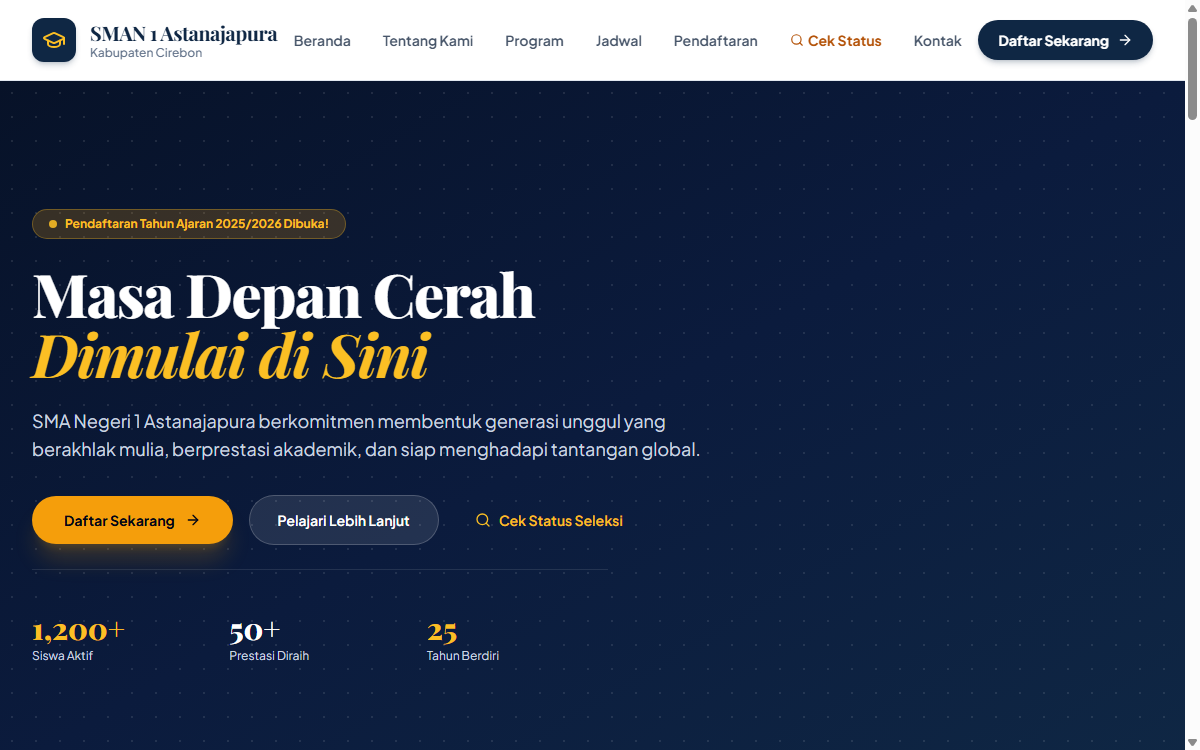 SMAN 1 Astanajapura
Kabupaten Cirebon
Beranda
Tentang Kami
Program
Jadwal
Pendaftaran
Cek Status
Kontak
Daftar Sekarang
Pendaftaran Tahun Ajaran 2025/2026 Dibuka!
Masa Depan Cerah
Dimulai di Sini
SMA Negeri 1 Astanajapura berkomitmen membentuk generasi unggul yang
berakhlak mulia, berprestasi akademik, dan siap menghadapi tantangan global.
Daftar Sekarang
Pelajari Lebih Lanjut
Cek Status Seleksi
1,200+
Siswa Aktif
50+
Prestasi Diraih
25
Tahun Berdiri